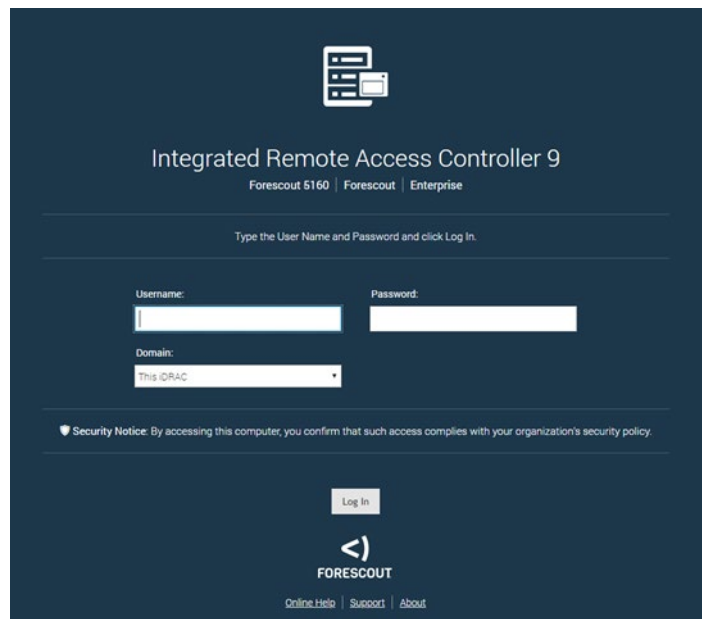 Integrated Remote Access Controller 9
Forescout 5160 | Forescout | Enterprise
Type the User Name and Password and click Log In.
Username: Password:
Domain:
This iDRAC
Security Notice: By accessing this computer, you confirm that such access complies with your organization's security policy.
Log In
FORESCOUT
Online Help | Support | About